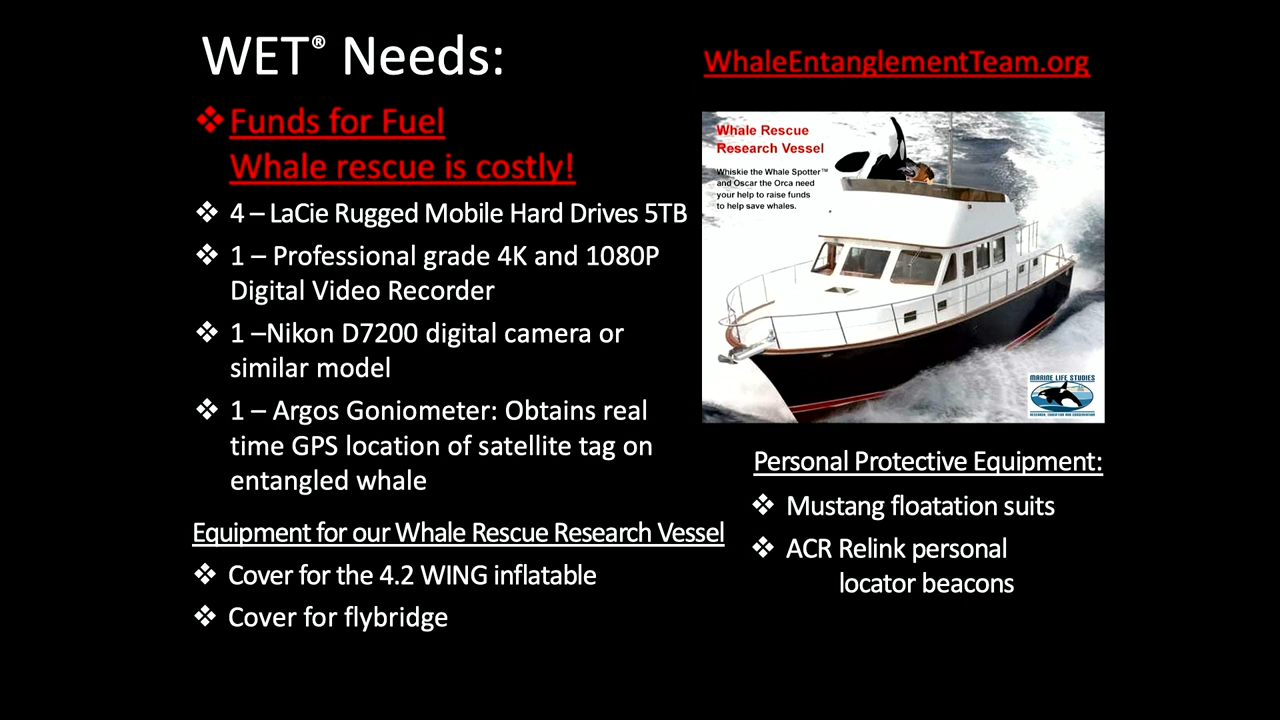 WET® Needs:
WhaleEntanglementTeam.org
❖ Funds for Fuel
Whale rescue is costly!
❖ 4 – LaCie Rugged Mobile Hard Drives 5TB
❖ 1 – Professional grade 4K and 1080P
Digital Video Recorder
❖ 1 –Nikon D7200 digital camera or
similar model
❖ 1 – Argos Goniometer: Obtains real
time GPS location of satellite tag on
entangled whale
Equipment for our Whale Rescue Research Vessel
❖ Cover for the 4.2 WING inflatable
❖ Cover for flybridge
Whale Rescue
Research Vessel
Whiskie the Whale Spotter™
and Oscar the Orca need
your help to raise funds
to help save whales.
MARINE LIFE STUDIES
RESEARCH, EDUCATION AND CONSERVATION
Personal Protective Equipment:
❖ Mustang floatation suits
❖ ACR Relink personal
locator beacons